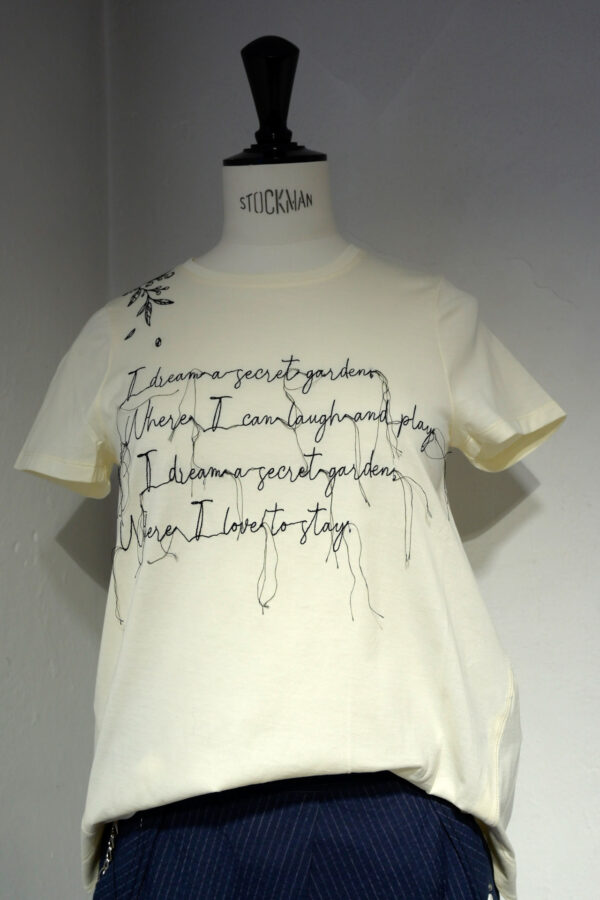 STOCKMAN
I dream a secret garden,
Where I can laugh and play,
I dream a secret garden,
Where I love to stay.